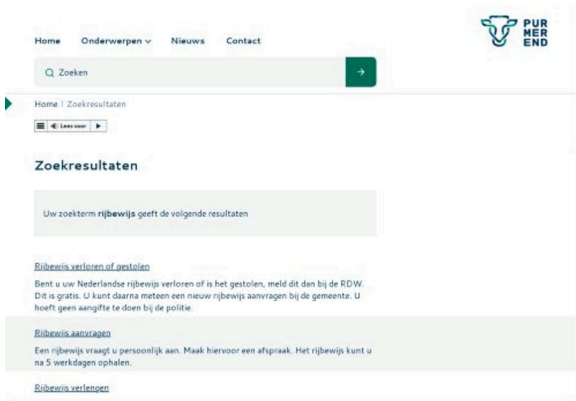 PUR
MER
END
Home Onderwerpen Nieuws Contact
Zoeken
Home | Zoekresultaten
Lees voor
Zoekresultaten
Uw zoekterm rijbewijs geeft de volgende resultaten
Rijbewijs verloren of gestolen
Bent u uw Nederlandse rijbewijs verloren of is het gestolen, meld dit dan bij de RDW.
Dit is gratis. U kunt daarna meteen een nieuw rijbewijs aanvragen bij de gemeente. U
hoeft geen aangifte te doen bij de politie.
Rijbewijs aanvragen
Een rijbewijs vraagt u persoonlijk aan. Maak hiervoor een afspraak. Het rijbewijs kunt u
na 5 werkdagen ophalen.
Rijbewijs verlengen